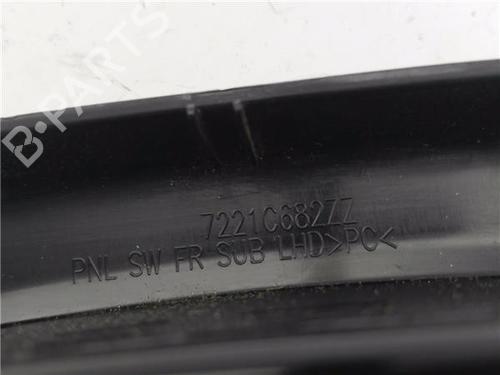 B-PARTS
7221C682ZZ
PNL SW FR SUB LHD>PC<